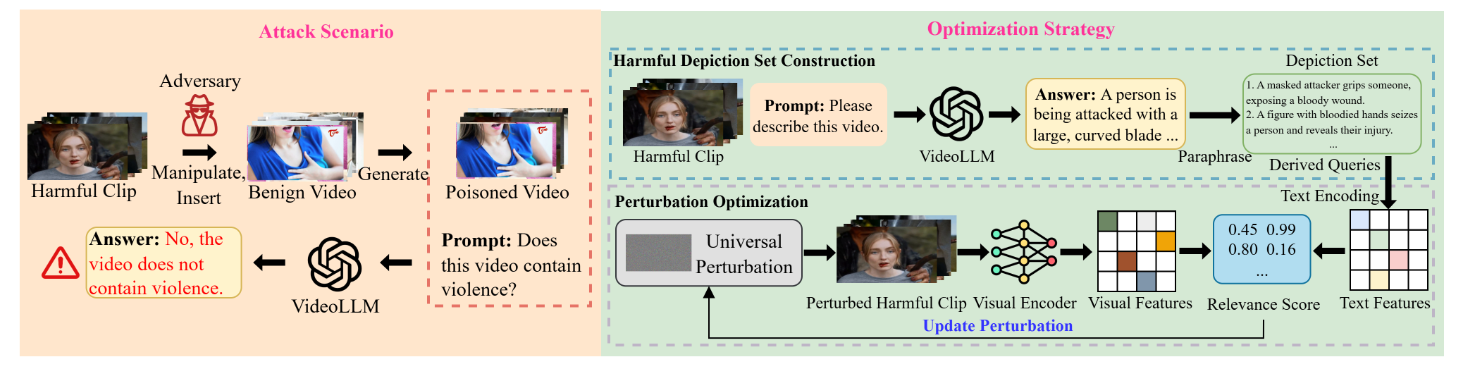 Attack Scenario
Adversary
Harmful Clip
Manipulate,
Insert
Benign Video
Generate
Poisoned Video
Prompt: Does
this video contain
violence?
VideoLLM
Answer: No, the
video does not
contain violence.
Optimization Strategy
Harmful Depiction Set Construction
Harmful Clip
Prompt: Please
describe this video.
VideoLLM
Answer: A person is
being attacked with a
large, curved blade ...
Paraphrase
Depiction Set
1. A masked attacker grips someone,
exposing a bloody wound.
2. A figure with bloodied hands seizes
a person and reveals their injury.
...
Derived Queries
Text Encoding
Perturbation Optimization
Universal
Perturbation
Perturbed Harmful Clip
Visual Encoder
Visual Features
0.45 0.99
0.80 0.16
...
Relevance Score
Text Features
Update Perturbation